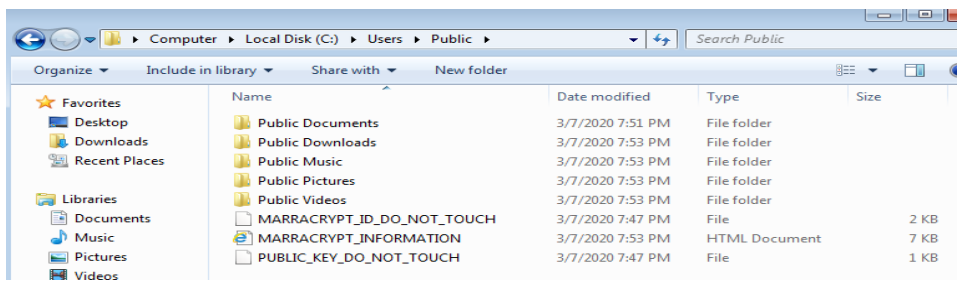 Computer Local Disk (C:) Users Public Search Public
Organize Include in library Share with New folder
Favorites
Desktop
Downloads
Recent Places
Libraries
Documents
Music
Pictures
Videos
Name Date modified Type Size
Public Documents 3/7/2020 7:51 PM File folder
Public Downloads 3/7/2020 7:53 PM File folder
Public Music 3/7/2020 7:53 PM File folder
Public Pictures 3/7/2020 7:53 PM File folder
Public Videos 3/7/2020 7:53 PM File folder
MARRACRYPT_ID_DO_NOT_TOUCH 3/7/2020 7:47 PM File 2 KB
MARRACRYPT_INFORMATION 3/7/2020 7:53 PM HTML Document 7 KB
PUBLIC_KEY_DO_NOT_TOUCH 3/7/2020 7:47 PM File 1 KB